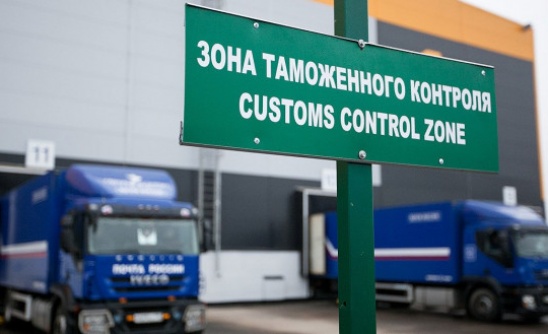 ЗОНА ТАМОЖЕННОГО КОНТРОЛЯ
CUSTOMS CONTROL ZONE
11
ПОЧТА РОССИИ
IVECO